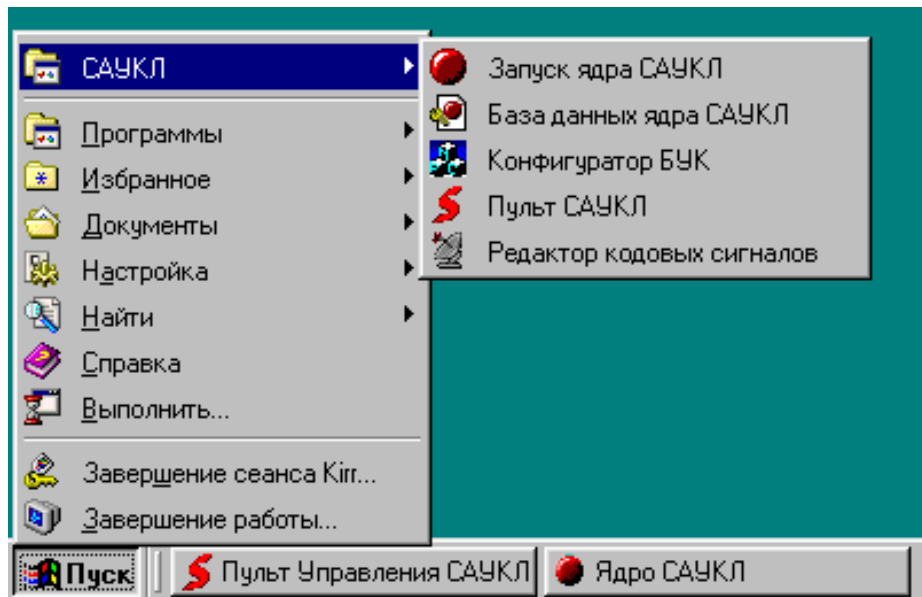 САУКЛ
Программы
Избранное
Документы
Настройка
Найти
Справка
Выполнить...
Завершение сеанса Kirr...
Завершение работы...
Запуск ядра САУКЛ
База данных ядра САУКЛ
Конфигуратор БУК
Пульт САУКЛ
Редактор кодовых сигналов
Пуск
Пульт Управления САУКЛ
Ядро САУКЛ